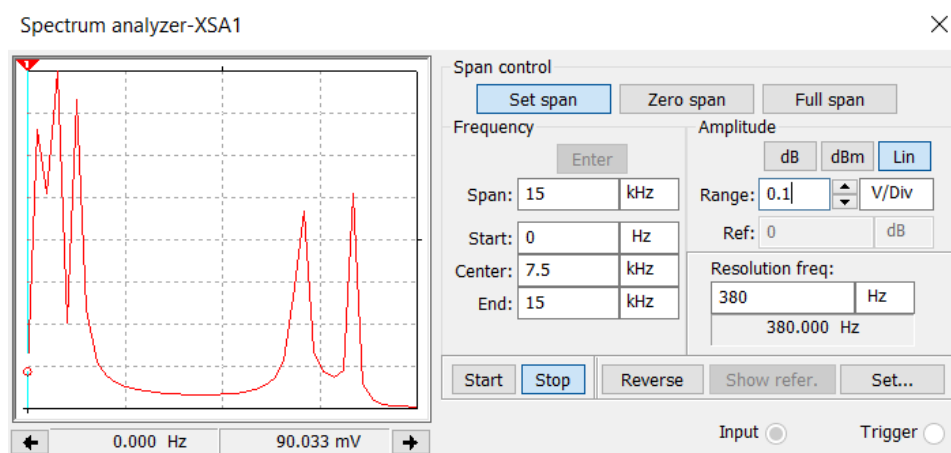 Spectrum analyzer-XSA1
1
Span control
Set span Zero span Full span
Frequency
Enter
Span: 15 kHz
Start: 0 Hz
Center: 7.5 kHz
End: 15 kHz
Amplitude
dB dBm Lin
Range: 0.1 V/Div
Ref: 0 dB
Resolution freq:
380 Hz
380.000 Hz
Start Stop Reverse Show refer. Set...
0.000 Hz 90.033 mV
Input Trigger